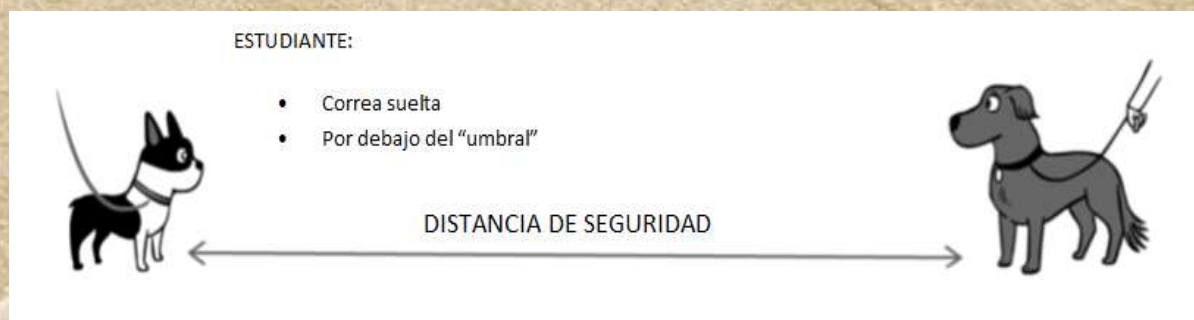 ESTUDIANTE:
• Correa suelta
• Por debajo del “umbral”
DISTANCIA DE SEGURIDAD